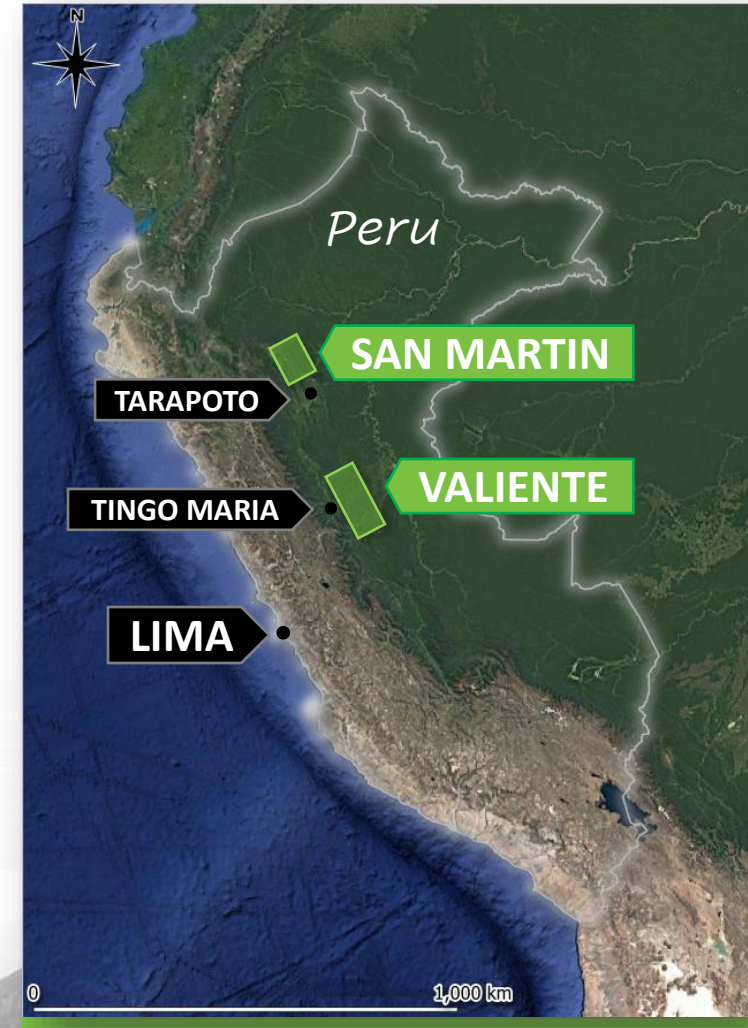 N
Peru
SAN MARTIN
TARAPOTO
VALIENTE
TINGO MARIA
LIMA
0
1,000 km